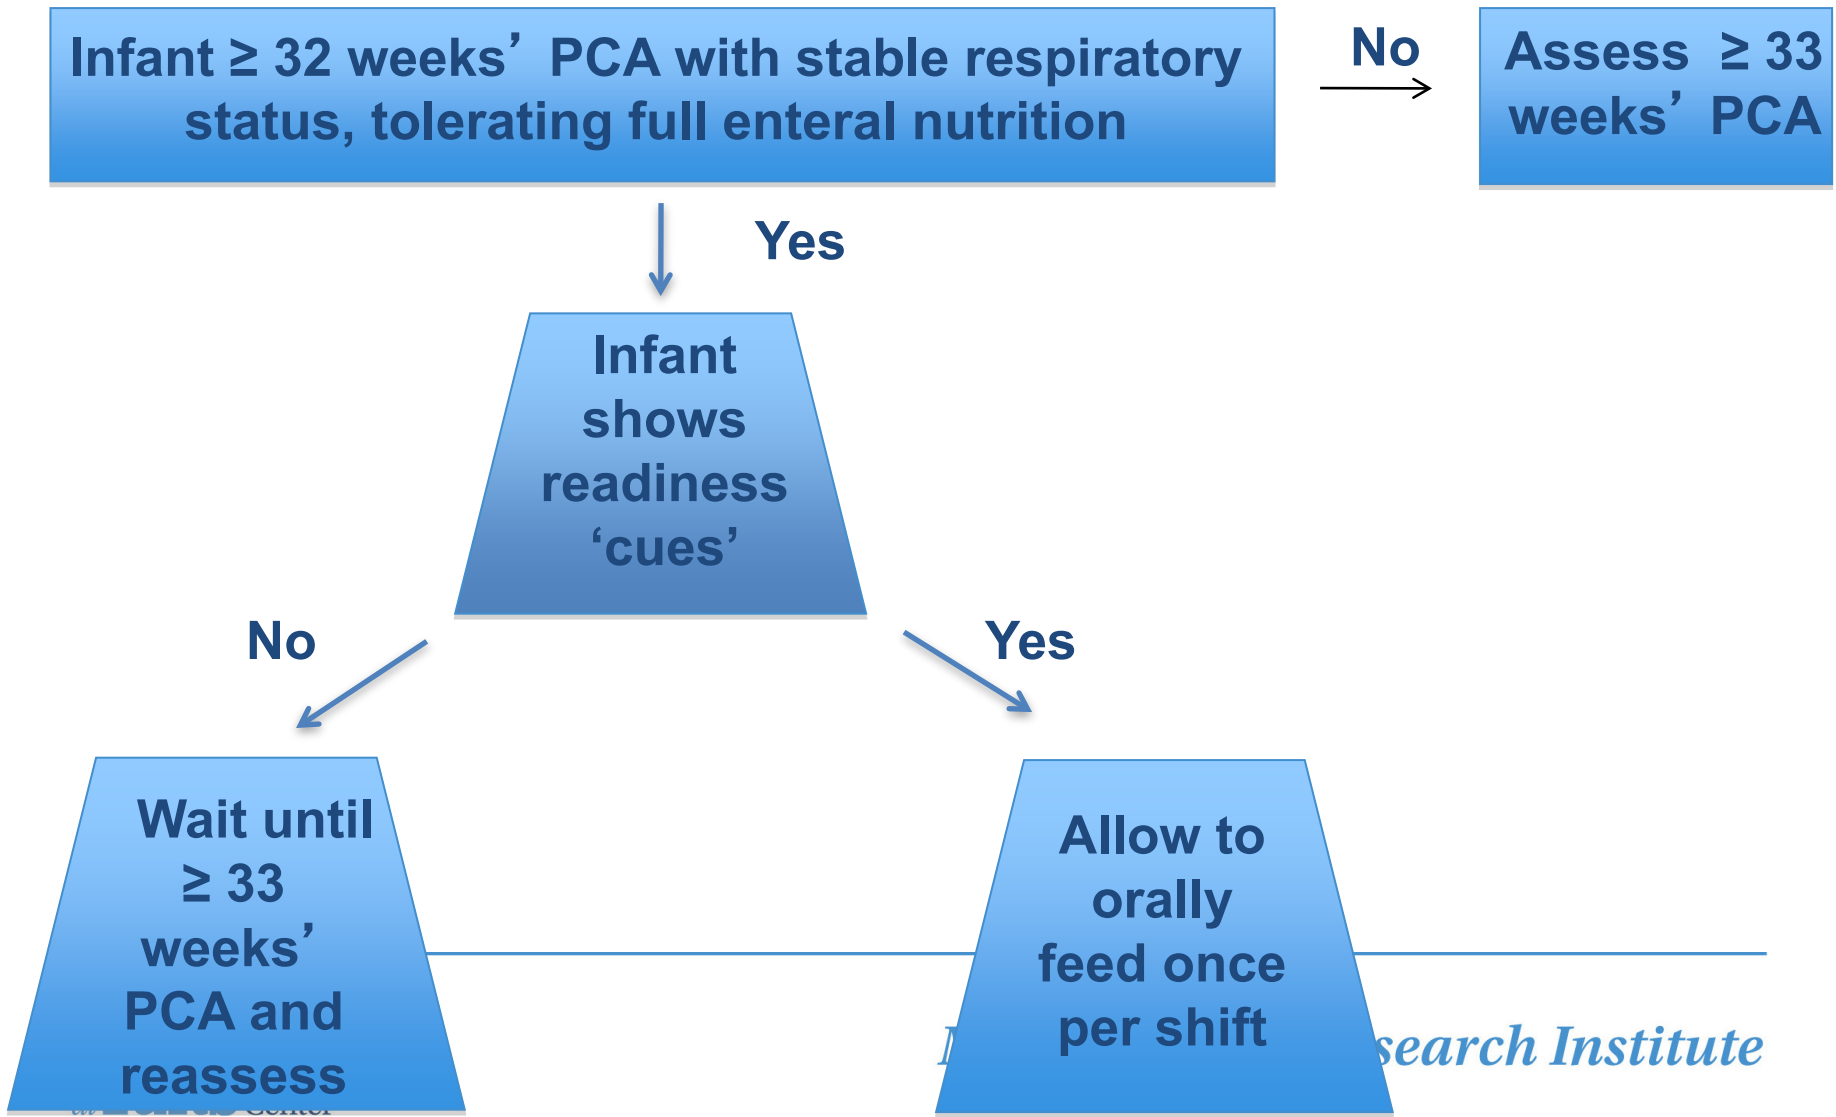 Infant ≥ 32 weeks’ PCA with stable respiratory
status, tolerating full enteral nutrition
No
Assess ≥ 33
weeks’ PCA
Yes
Infant
shows
readiness
‘cues’
No
Yes
Wait until
≥ 33
weeks’
PCA and
reassess
Allow to
orally
feed once
per shift
Institute
Center